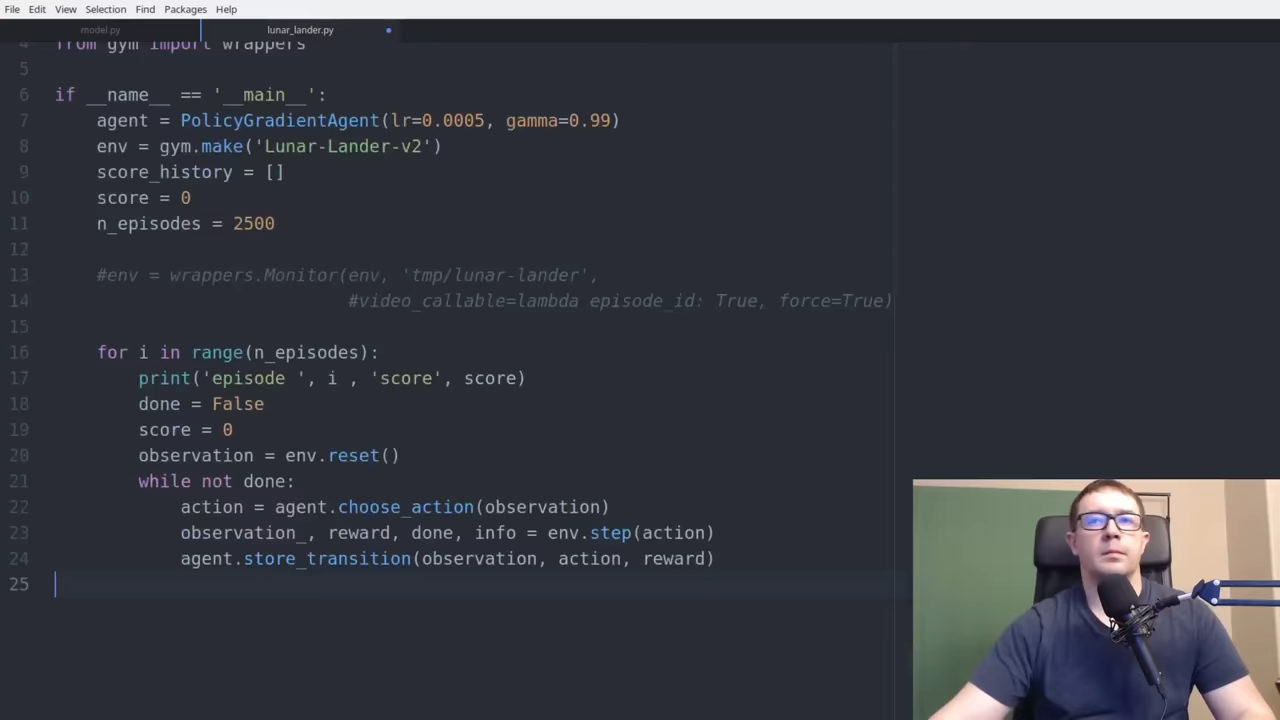 File Edit View Selection Find Packages Help
model.py lunar_lander.py
4 from gym import wrappers
5
6 if __name__ == '__main__':
7 agent = PolicyGradientAgent(lr=0.0005, gamma=0.99)
8 env = gym.make('Lunar-Lander-v2')
9 score_history = []
10 score = 0
11 n_episodes = 2500
12
13 #env = wrappers.Monitor(env, 'tmp/lunar-lander',
14 #video_callable=lambda episode_id: True, force=True)
15
16 for i in range(n_episodes):
17 print('episode ', i , 'score', score)
18 done = False
19 score = 0
20 observation = env.reset()
21 while not done:
22 action = agent.choose_action(observation)
23 observation_, reward, done, info = env.step(action)
24 agent.store_transition(observation, action, reward)
25